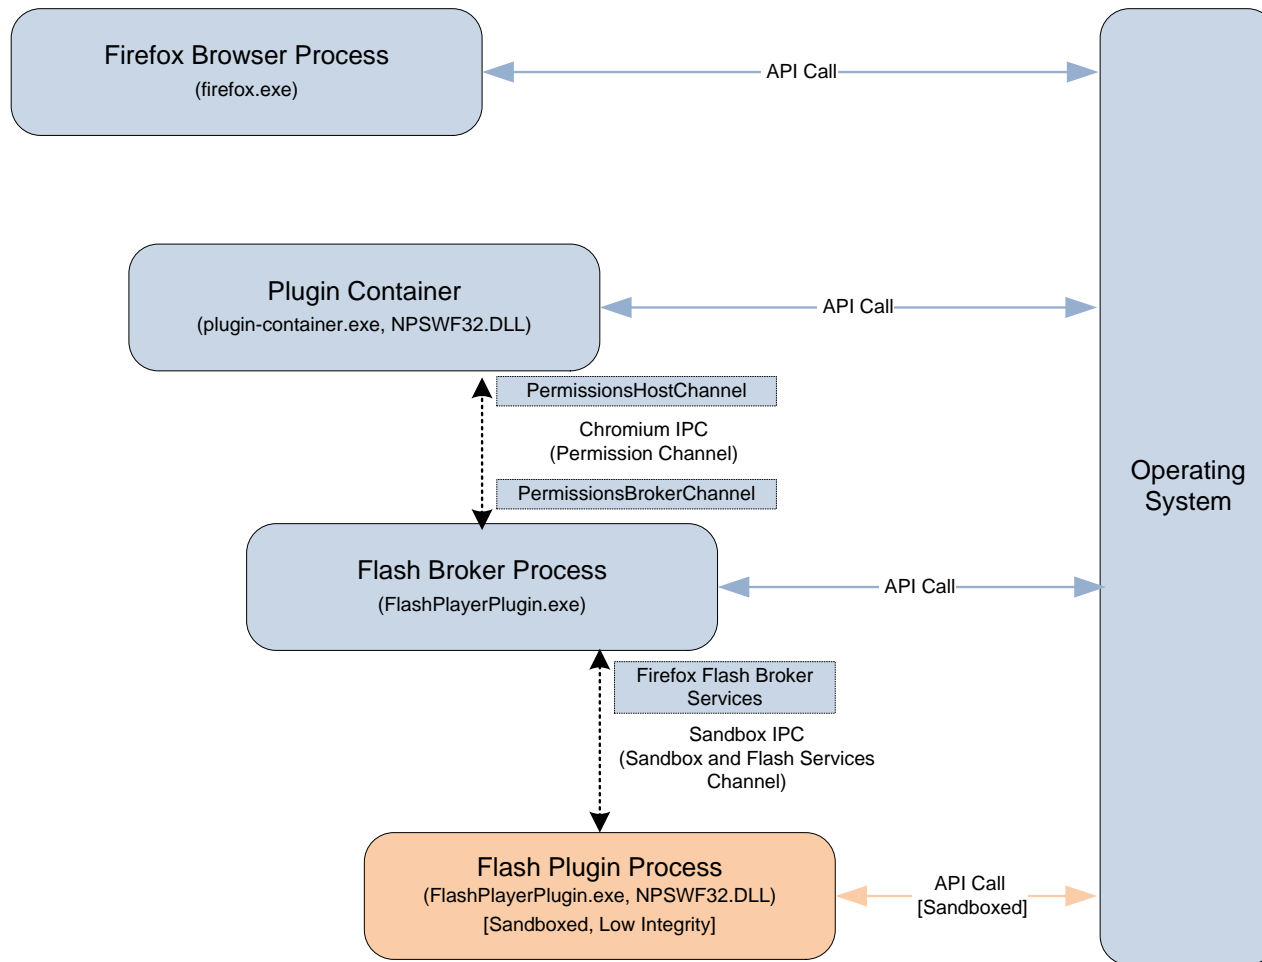 Firefox Browser Process
(firefox.exe)
API Call
Plugin Container
(plugin-container.exe, NPSWF32.DLL)
API Call
PermissionsHostChannel
Chromium IPC
(Permission Channel)
PermissionsBrokerChannel
Operating
System
Flash Broker Process
(FlashPlayerPlugin.exe)
API Call
Firefox Flash Broker
Services
Sandbox IPC
(Sandbox and Flash Services
Channel)
Flash Plugin Process
(FlashPlayerPlugin.exe, NPSWF32.DLL)
[Sandboxed, Low Integrity]
API Call
[Sandboxed]